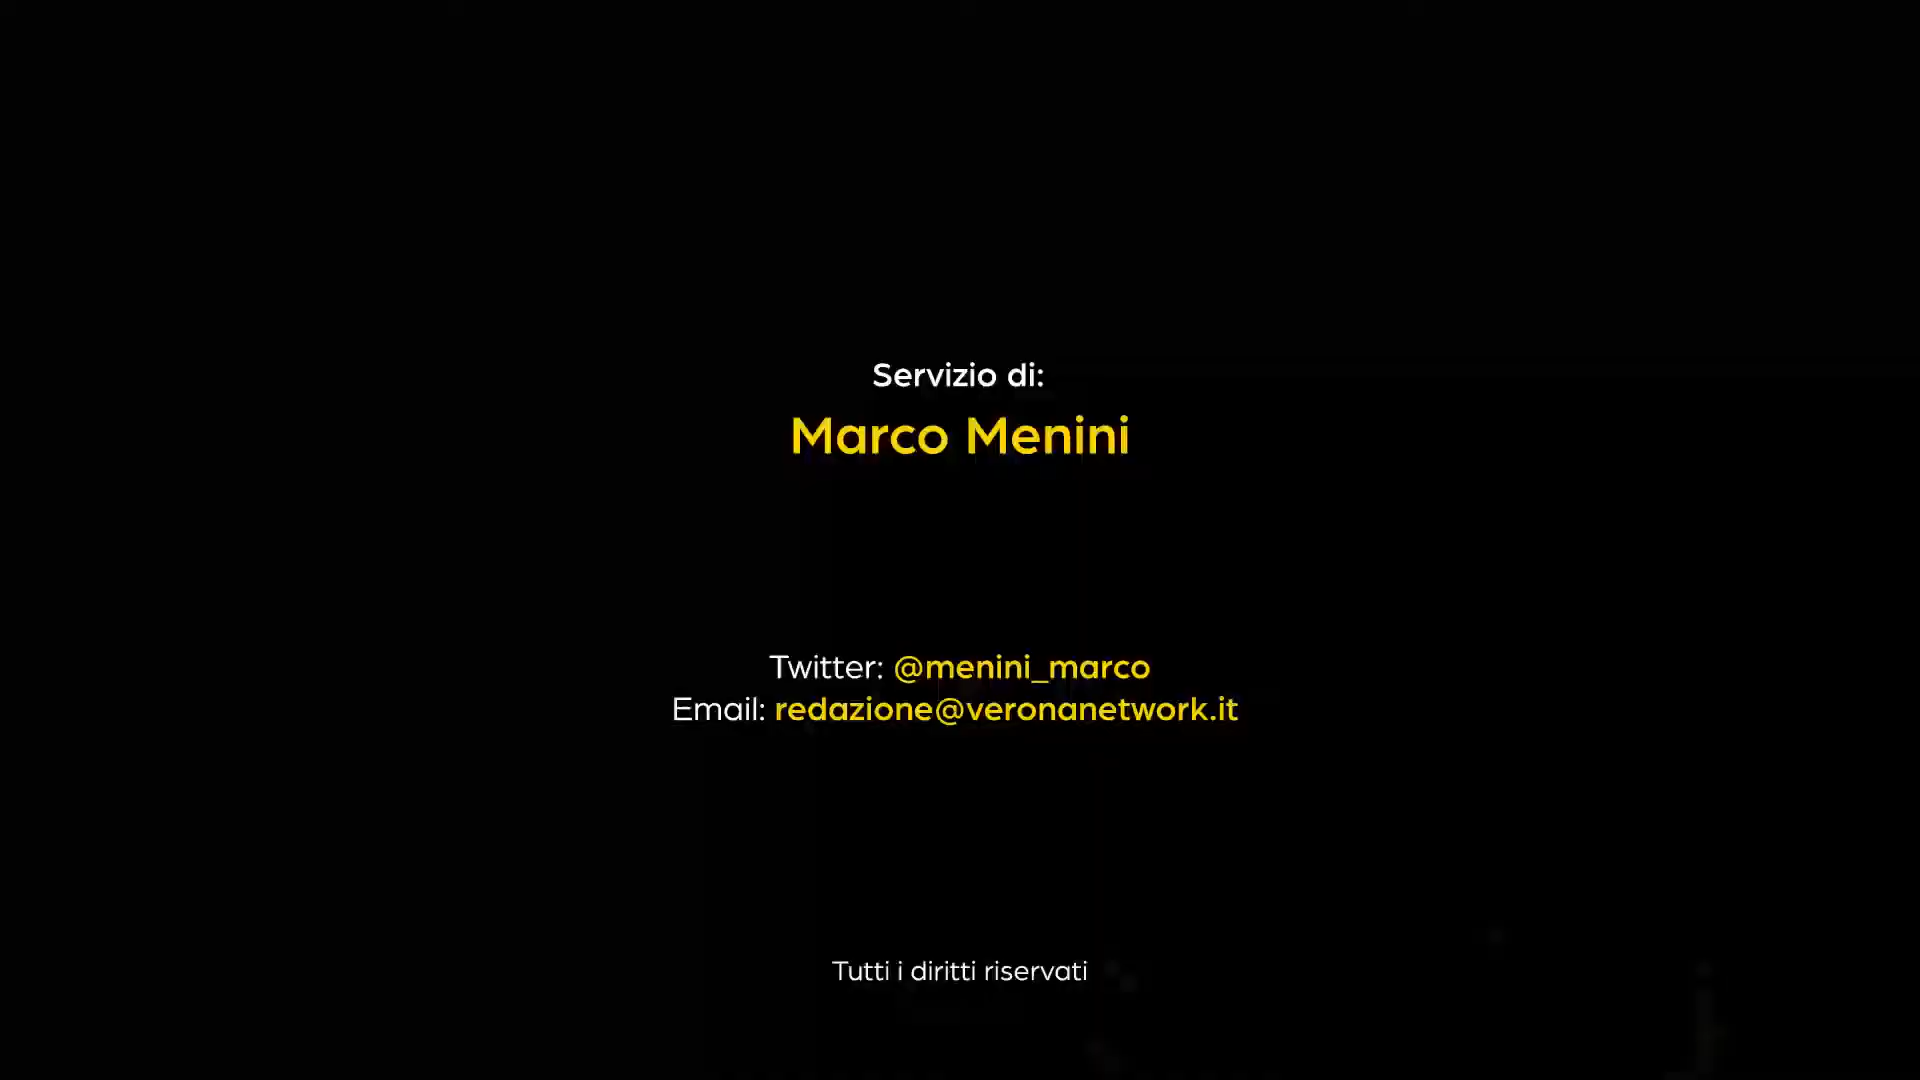 Servizio di:
Marco Menini
Twitter: @menini_marco
Email: redazione@veronanetwork.it
Tutti i diritti riservati